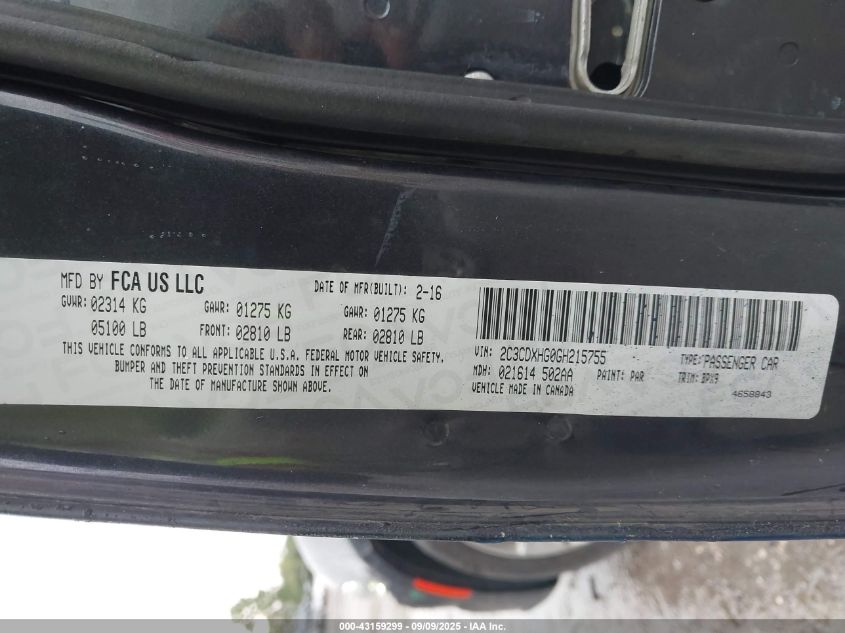 MFD BY FCA US LLC
DATE OF MFR(BUILT): 2-16
GVWR: 02314 KG
GAWR: 01275 KG
GAWR: 01275 KG
05100 LB
FRONT: 02810 LB
REAR: 02810 LB
THIS VEHICLE CONFORMS TO ALL APPLICABLE U.S.A. FEDERAL MOTOR VEHICLE SAFETY,
BUMPER AND THEFT PREVENTION STANDARDS IN EFFECT ON
THE DATE OF MANUFACTURE SHOWN ABOVE.
VIN: 2C3CDXHG0GH215755
TYPE: PASSENGER CAR
MDH: 021614 502AA
PAINT: PAR
TRIM: BPX9
VEHICLE MADE IN CANADA
4658843
000-43159299 - 09/09/2025 - IAA Inc.